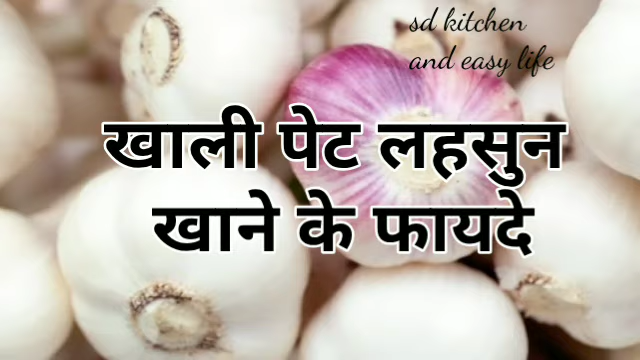 sd kitchen
and easy life
खाली पेट लहसुन
खाने के फायदे